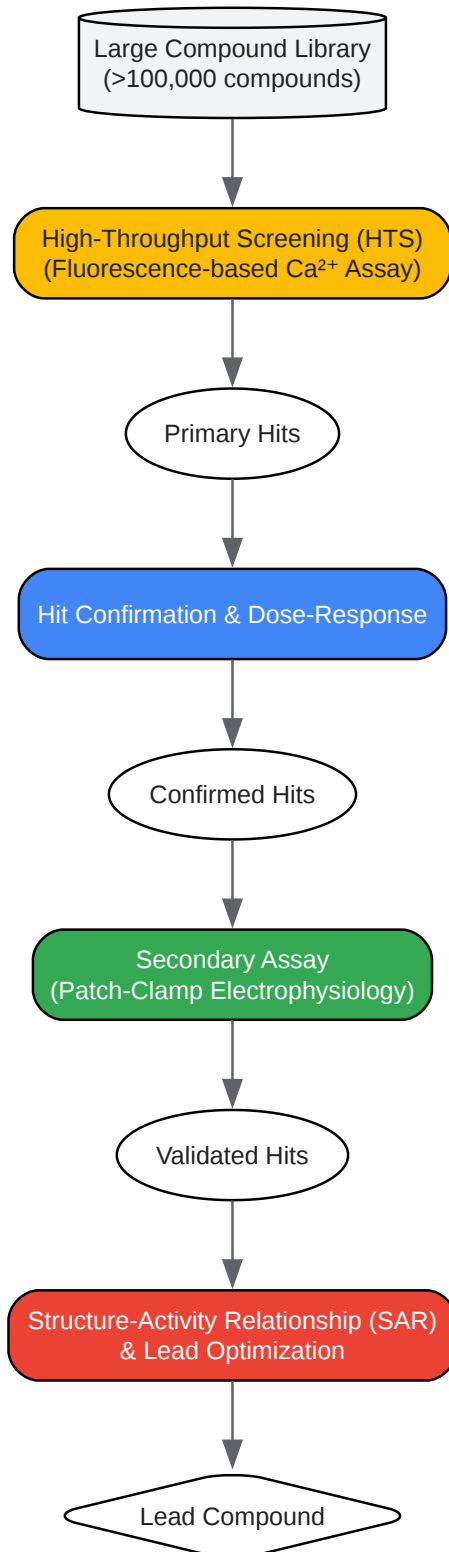 Large Compound Library
(>100,000 compounds)
High-Throughput Screening (HTS)
(Fluorescence-based Ca²⁺ Assay)
Primary Hits
Hit Confirmation & Dose-Response
Confirmed Hits
Secondary Assay
(Patch-Clamp Electrophysiology)
Validated Hits
Structure-Activity Relationship (SAR)
& Lead Optimization
Lead Compound